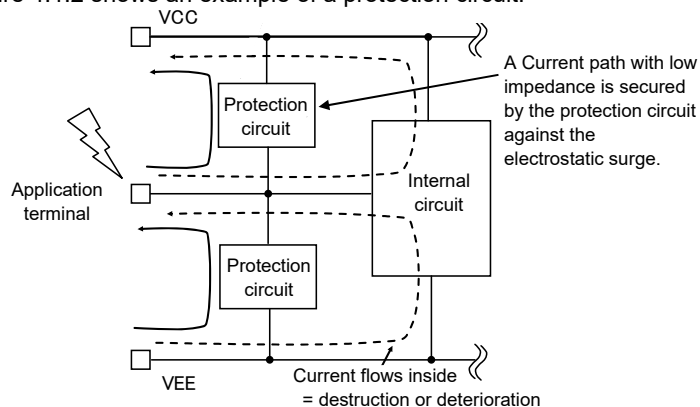 VCC
A Current path with low
impedance is secured
by the protection circuit
against the
electrostatic surge.
Protection
circuit
Internal
circuit
Application
terminal
Protection
circuit
VEE
Current flows inside
= destruction or deterioration